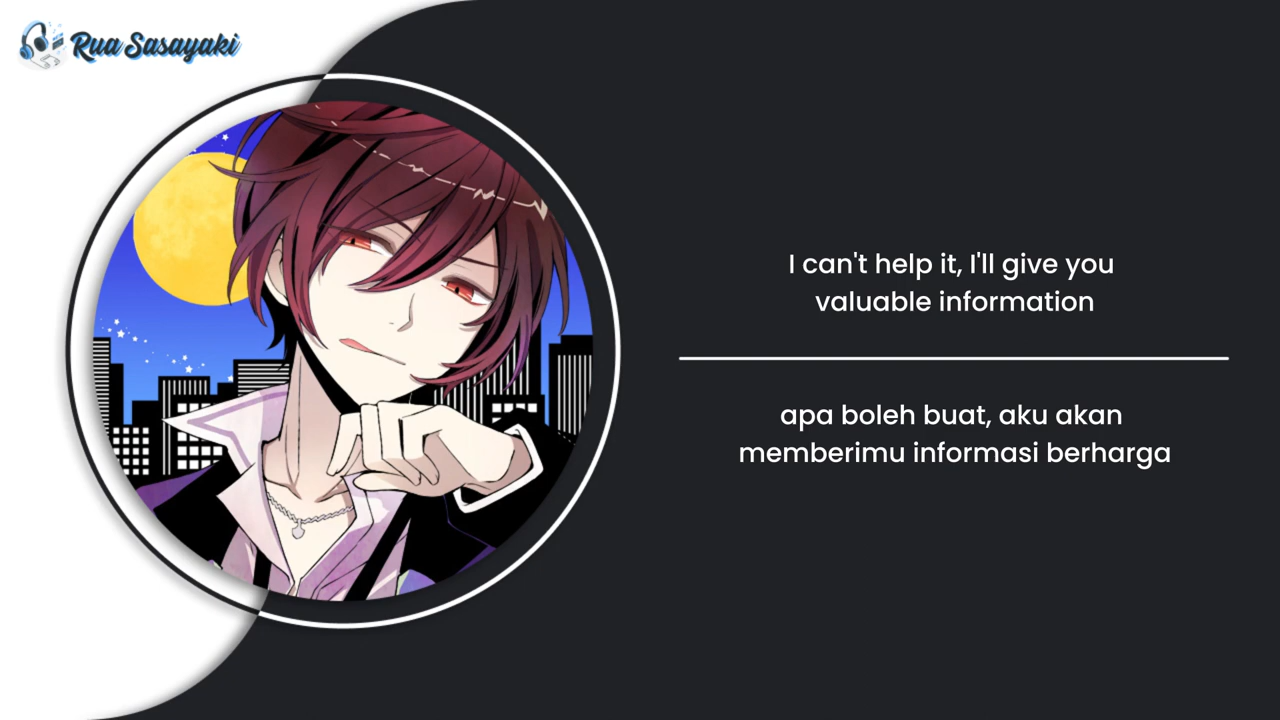 Rua Sasayaki
I can't help it, I'll give you
valuable information
apa boleh buat, aku akan
memberimu informasi berharga